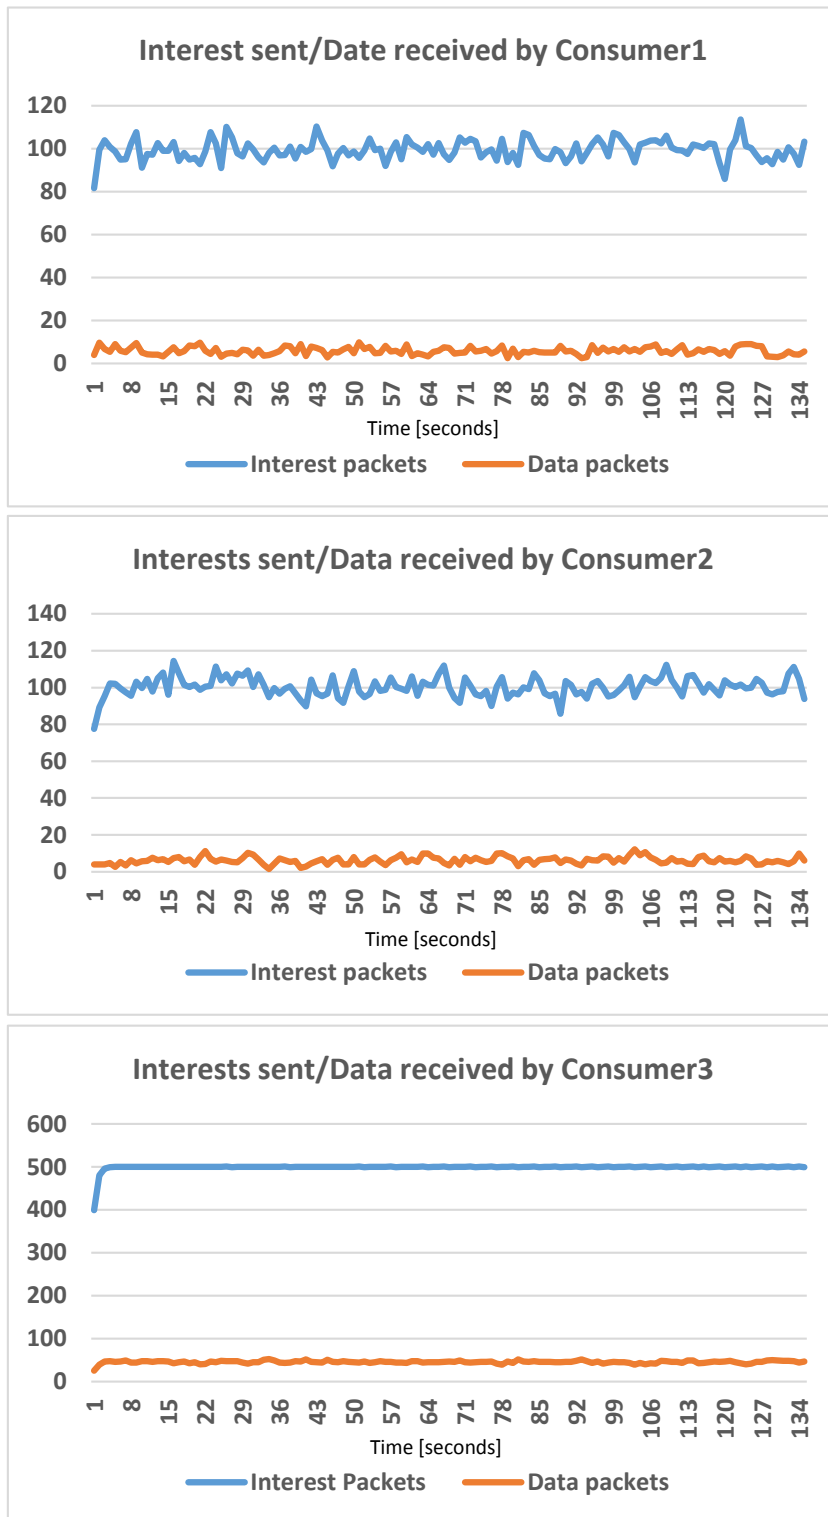 Interest sent/Date received by Consumer1
120
100
80
60
40
20
0
1 8 15 22 29 36 43 50 57 64 71 78 85 92 99 106 113 120 127 134
Time [seconds]
Interest packets Data packets
Interests sent/Data received by Consumer2
140
120
100
80
60
40
20
0
1 8 15 22 29 36 43 50 57 64 71 78 85 92 99 106 113 120 127 134
Time [seconds]
Interest packets Data packets
Interests sent/Data received by Consumer3
600
500
400
300
200
100
0
1 8 15 22 29 36 43 50 57 64 71 78 85 92 99 106 113 120 127 134
Time [seconds]
Interest Packets Data packets